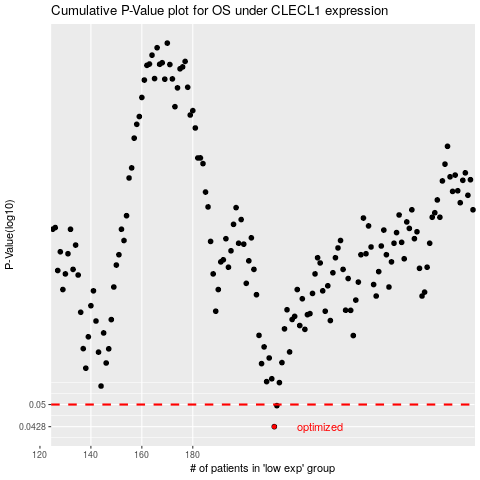 Cumulative P-Value plot for OS under CLECL1 expression
P-Value(log10)
0.05
0.0428
optimized
120 140 160 180
# of patients in 'low exp' group